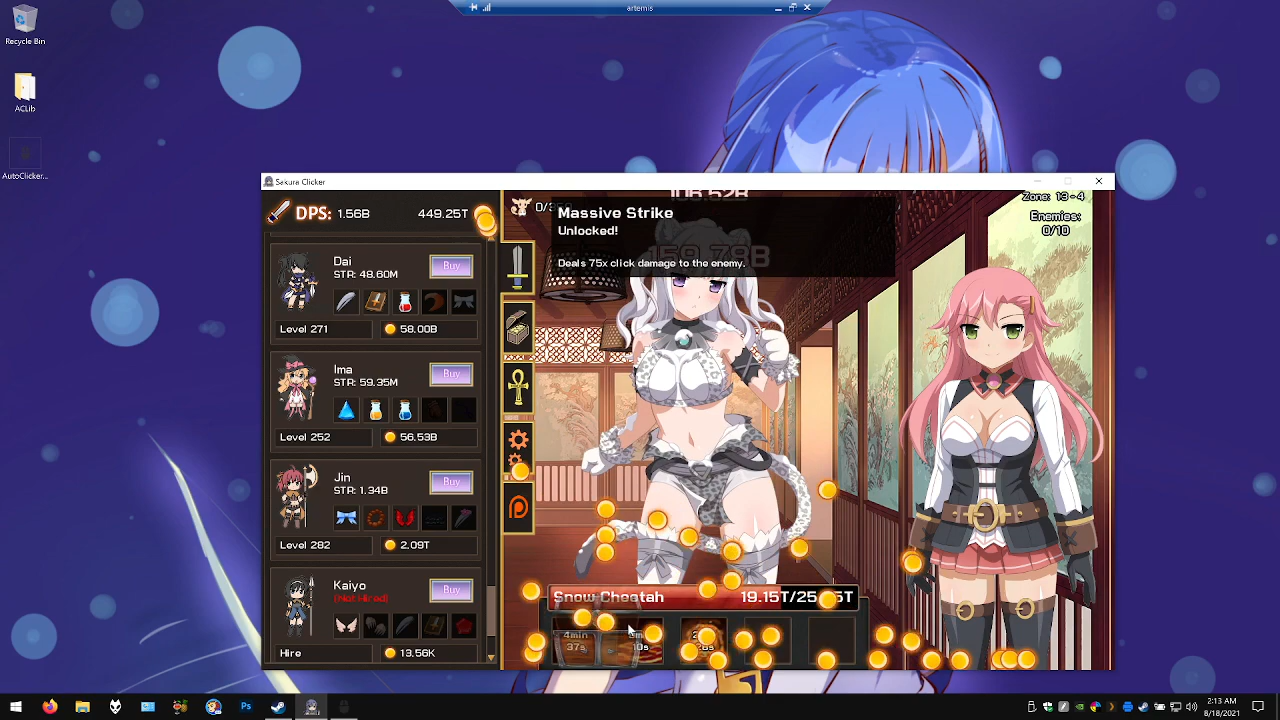 artemis
Recycle Bin
ACLib
AutoClicker...
Sakura Clicker
DPS: 1.56B
449.25T
Dai
STR: 48.60M
Buy
Level 271
58.00B
Ima
STR: 59.35M
Buy
Level 252
56.53B
Jin
STR: 1.34B
Buy
Level 282
2.09T
Kaiyo
(Not Hired)
Buy
Hire
13.56K
Massive Strike
Unlocked!
Deals 75x click damage to the enemy.
Zone: 13 - 4
Enemies:
0/10
Snow Cheetah
4min
37s
Ps
2:13 AM
8/18/2021